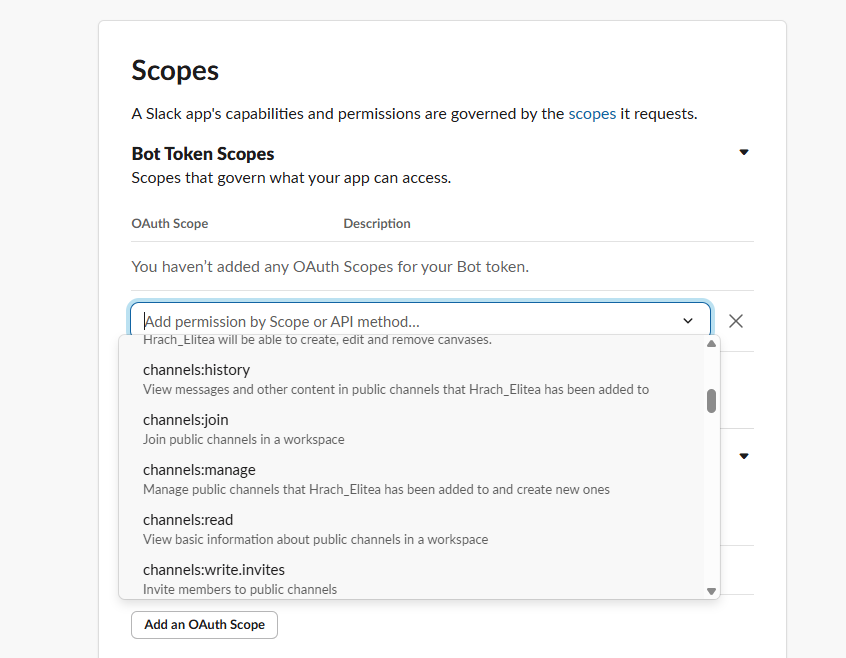 Scopes
A Slack app's capabilities and permissions are governed by the scopes it requests.
Bot Token Scopes
Scopes that govern what your app can access.
OAuth Scope Description
You haven’t added any OAuth Scopes for your Bot token.
Add permission by Scope or API method...
Hrach_Elitea will be able to create, edit and remove canvases.
channels:history
View messages and other content in public channels that Hrach_Elitea has been added to
channels:join
Join public channels in a workspace
channels:manage
Manage public channels that Hrach_Elitea has been added to and create new ones
channels:read
View basic information about public channels in a workspace
channels:write.invites
Invite members to public channels
Add an OAuth Scope